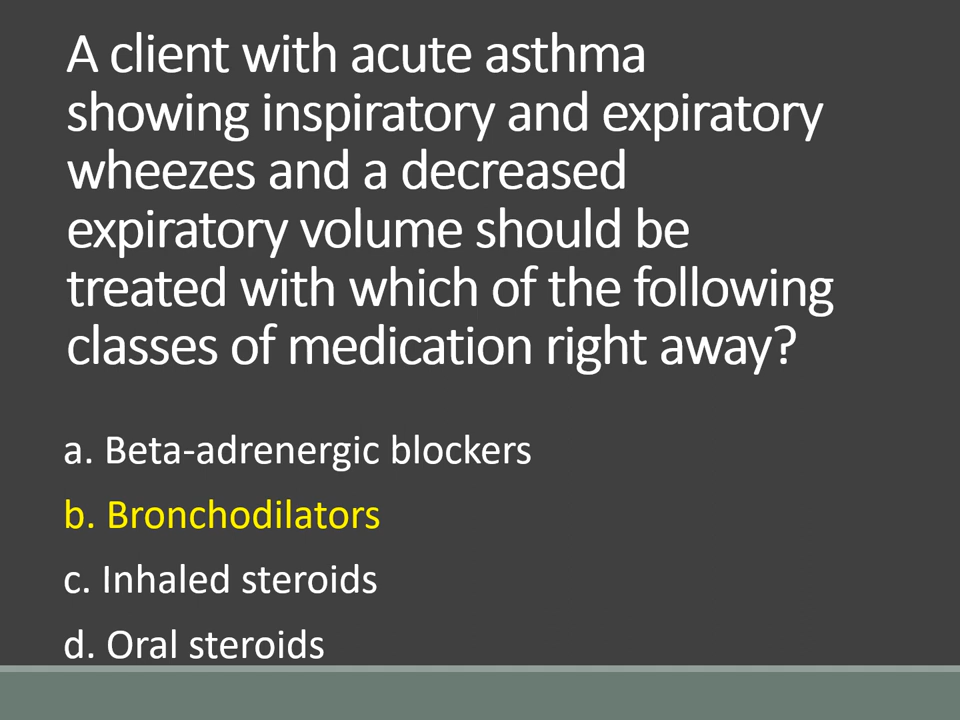 A client with acute asthma
showing inspiratory and expiratory
wheezes and a decreased
expiratory volume should be
treated with which of the following
classes of medication right away?
a. Beta-adrenergic blockers
b. Bronchodilators
c. Inhaled steroids
d. Oral steroids